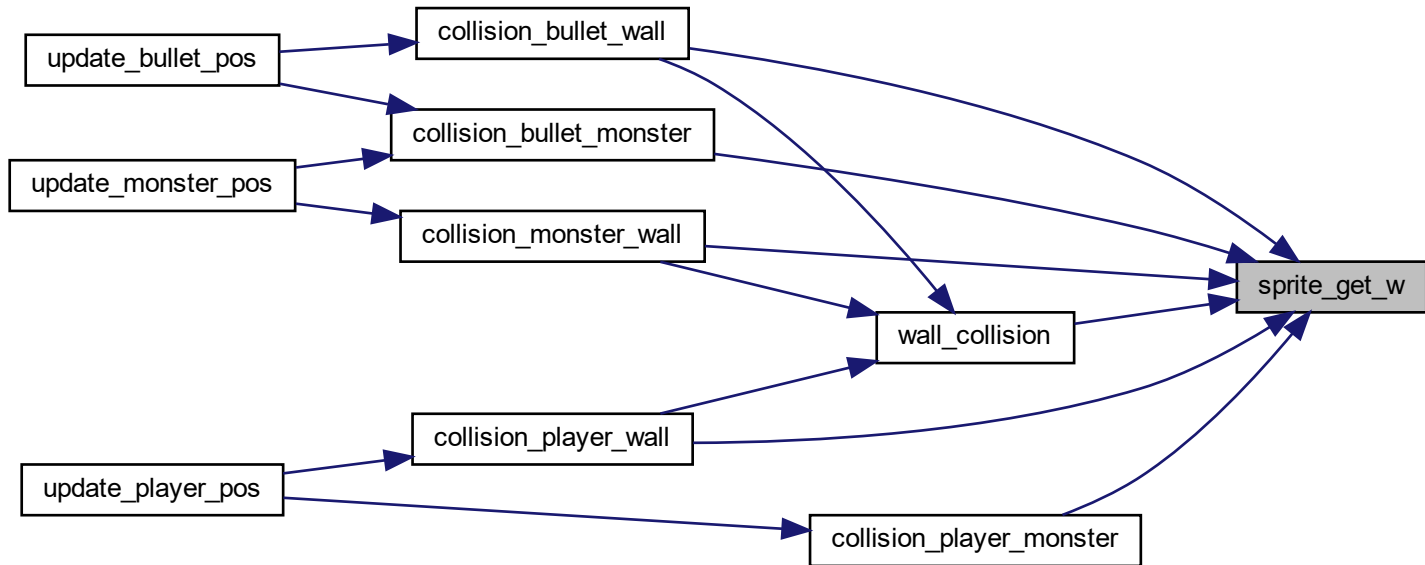 collision_bullet_wall
update_bullet_pos
collision_bullet_monster
update_monster_pos
collision_monster_wall
sprite_get_w
wall_collision
collision_player_wall
update_player_pos
collision_player_monster